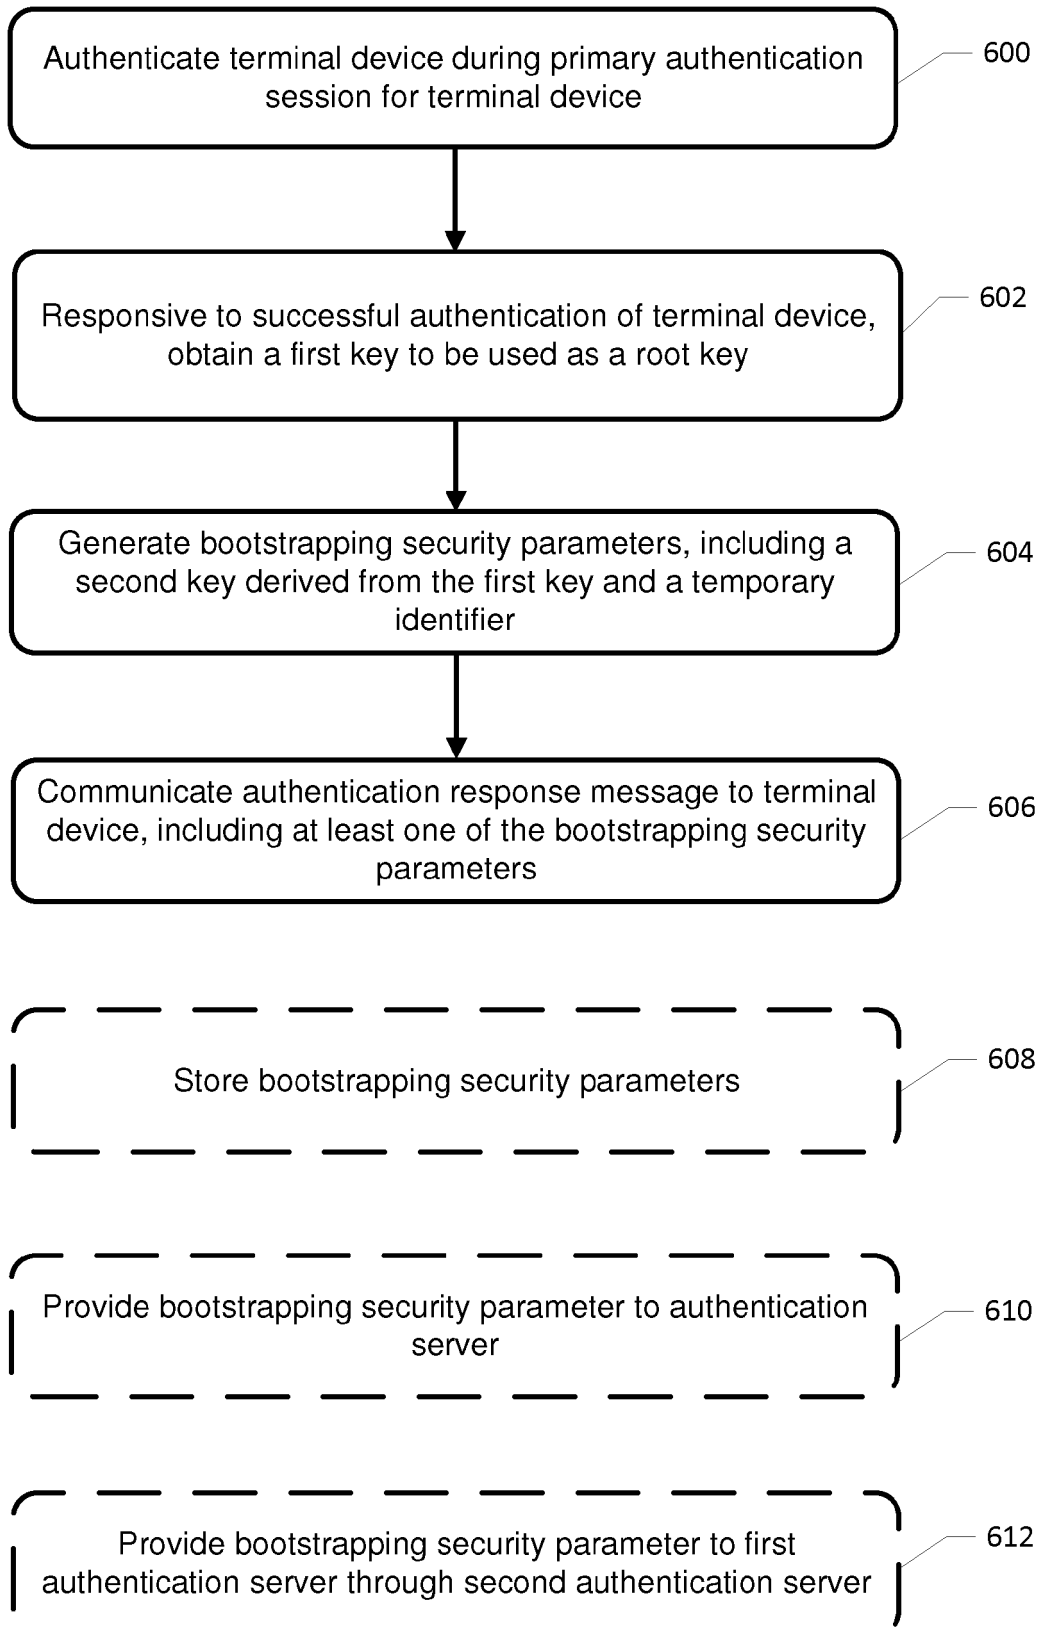 Authenticate terminal device during primary authentication
session for terminal device
600
Responsive to successful authentication of terminal device,
obtain a first key to be used as a root key
602
Generate bootstrapping security parameters, including a
second key derived from the first key and a temporary
identifier
604
Communicate authentication response message to terminal
device, including at least one of the bootstrapping security
parameters
606
Store bootstrapping security parameters
608
Provide bootstrapping security parameter to authentication
server
610
Provide bootstrapping security parameter to first
authentication server through second authentication server
612